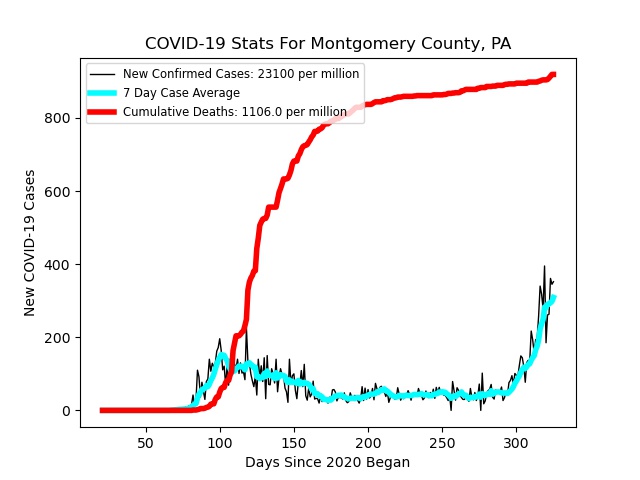 COVID-19 Stats For Montgomery County, PA
New Confirmed Cases: 23100 per million
7 Day Case Average
Cumulative Deaths: 1106.0 per million
New COVID-19 Cases
800
600
400
200
0
50 100 150 200 250 300
Days Since 2020 Began